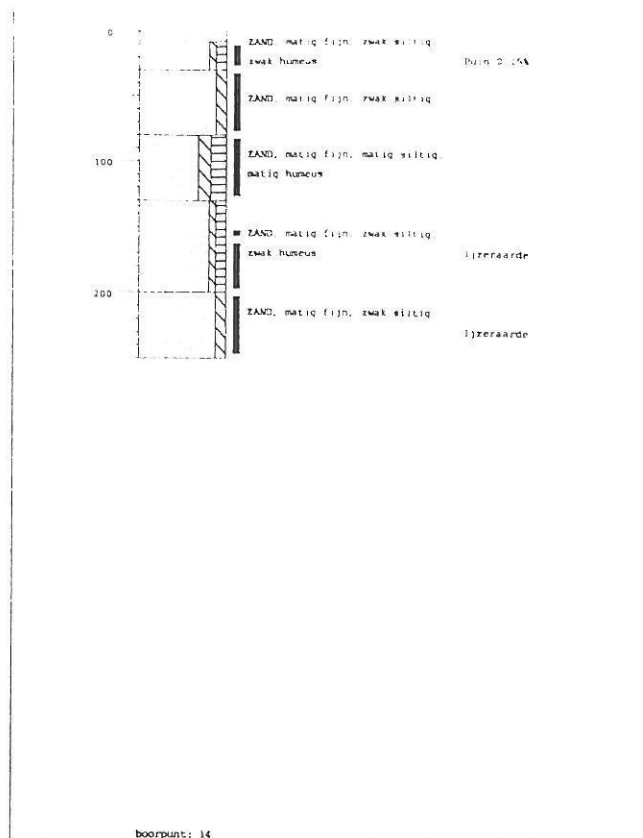 0
ZAND, matig fijn, zwak siltig,
zwak humeus
Puin
ZAND, matig fijn, zwak siltig
100
ZAND, matig fijn, matig siltig,
matig humeus
ZAND, matig fijn, zwak siltig,
zwak humeus
ijzeraarde
200
ZAND, matig fijn, zwak siltig
ijzeraarde
boorpunt: 14